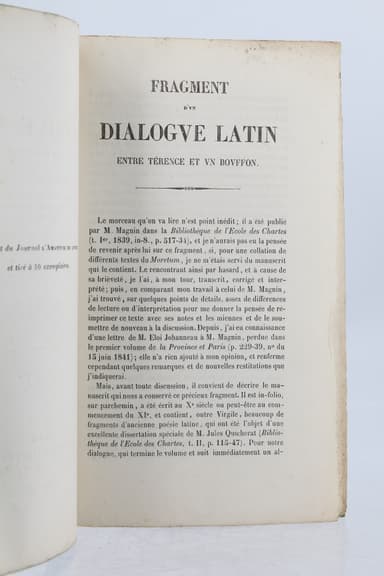 du Journal l'Amateur
et tiré à 50 exemplaires
FRAGMENT
D'VN
DIALOGVE LATIN
ENTRE TÉRENCE ET VN BOVFFON.
Le morceau qu'on va lire n'est point inédit; il a été publié
par M. Magnin dans la Bibliothèque de l'Ecole des Chartes
(t. Ier, 1839, in-8., p. 517-34), et je n'aurais pas eu la pensée
de revenir après lui sur ce fragment, si, pour une collation de
différents textes du Moretum, je ne m'étais servi du manuscrit
qui le contient. Le rencontrant ainsi par hasard, et à cause de
sa brièveté, je l'ai, à mon tour, transcrit, corrigé et inter-
prété; puis, en comparant mon travail à celui de M. Magnin,
j'ai trouvé, sur quelques points de détails, assez de différences
de lecture ou d'interprétation pour me donner la pensée de ré-
imprimer ce texte avec ses notes et les miennes et de le sou-
mettre de nouveau à la discussion. Depuis, j'ai eu connaissance
d'une lettre de M. Eloi Johanneau à M. Magnin, perdue dans
le premier volume de la Province et Paris (p. 229-39, no du
15 juin 1841); elle n'a rien ajouté à mon opinion, et renferme
cependant quelques remarques et de nouvelles restitutions que
j'indiquerai.
Mais, avant toute discussion, il convient de décrire le ma-
nuscrit qui nous a conservé ce précieux fragment. Il est in-folio,
sur parchemin, a été écrit au Xe siècle ou peut-être au com-
mencement du XIe, et contient, outre Virgile, beaucoup de
fragments d'ancienne poésie latine, qui ont été l'objet d'une
excellente dissertation spéciale de M. Jules Quicherat (Biblio-
thèque de l'Ecole des Chartes, t. II, p. 115-47). Pour notre
dialogue, qui termine le volume et suit immédiatement un al-